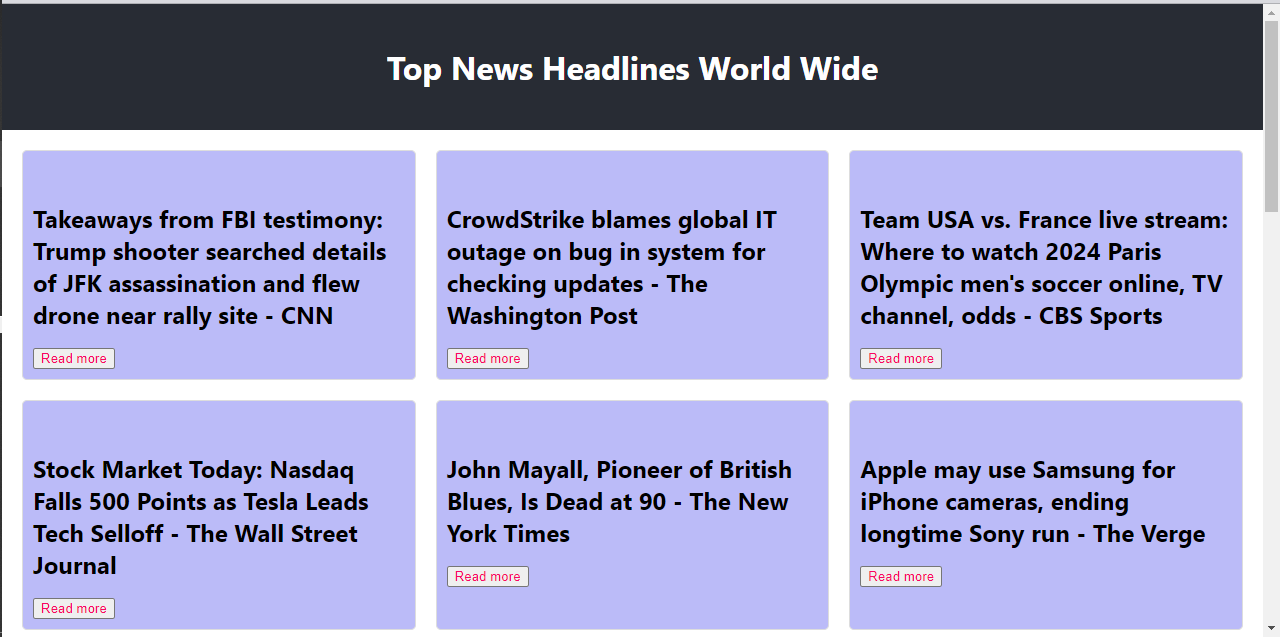 Top News Headlines World Wide
Takeaways from FBI testimony:
Trump shooter searched details
of JFK assassination and flew
drone near rally site - CNN
Read more
CrowdStrike blames global IT
outage on bug in system for
checking updates - The
Washington Post
Read more
Team USA vs. France live stream:
Where to watch 2024 Paris
Olympic men's soccer online, TV
channel, odds - CBS Sports
Read more
Stock Market Today: Nasdaq
Falls 500 Points as Tesla Leads
Tech Selloff - The Wall Street
Journal
Read more
John Mayall, Pioneer of British
Blues, Is Dead at 90 - The New
York Times
Read more
Apple may use Samsung for
iPhone cameras, ending
longtime Sony run - The Verge
Read more